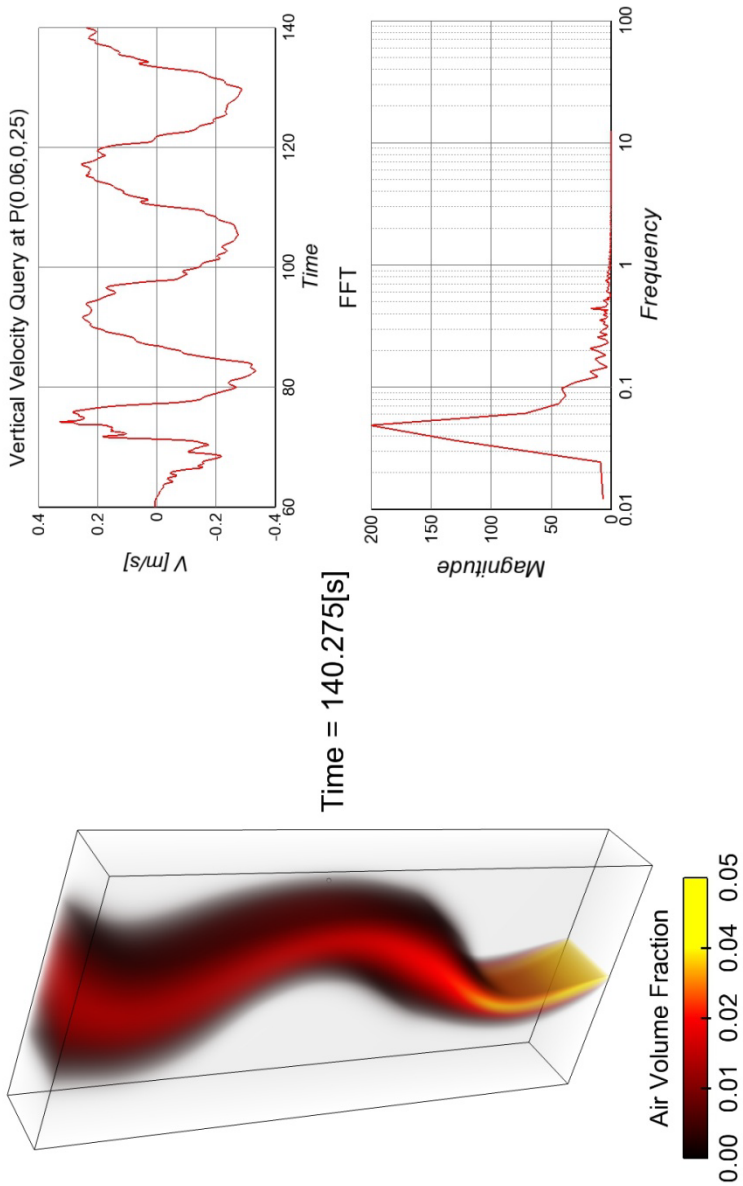 Vertical Velocity Query at P(0.06,0,25)
V [m/s]
0.4
0.2
0
-0.2
-0.4
60 80 100 120 140
Time
FFT
Magnitude
200
150
100
50
0
0.01 0.1 1 10 100
Frequency
Time = 140.275[s]
Air Volume Fraction
0.00 0.01 0.02 0.04 0.05